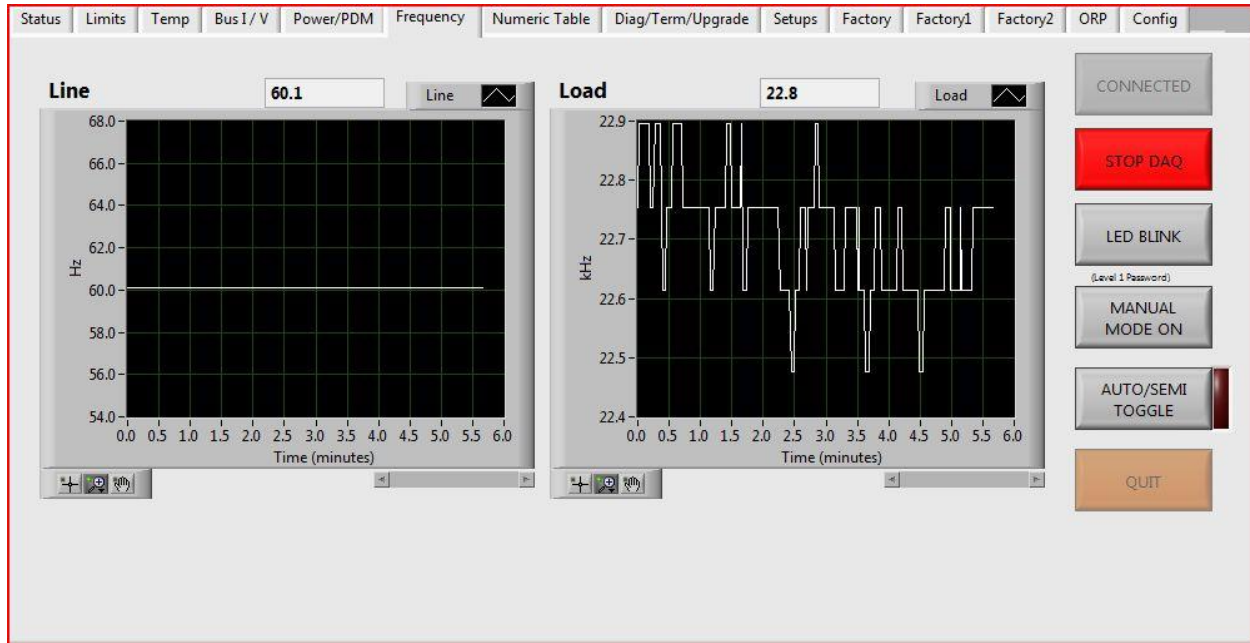 Status Limits Temp Bus I / V Power/PDM Frequency Numeric Table Diag/Term/Upgrade Setups Factory Factory1 Factory2 ORP Config
Line 60.1 Line
68.0
66.0
64.0
62.0
60.0
58.0
56.0
54.0
Hz
0.0 0.5 1.0 1.5 2.0 2.5 3.0 3.5 4.0 4.5 5.0 5.5 6.0
Time (minutes)
Load 22.8 Load
22.9
22.8
22.7
22.6
22.5
22.4
kHz
0.0 0.5 1.0 1.5 2.0 2.5 3.0 3.5 4.0 4.5 5.0 5.5 6.0
Time (minutes)
CONNECTED
STOP DAQ
LED BLINK
(Level 1 Password)
MANUAL
MODE ON
AUTO/SEMI
TOGGLE
QUIT